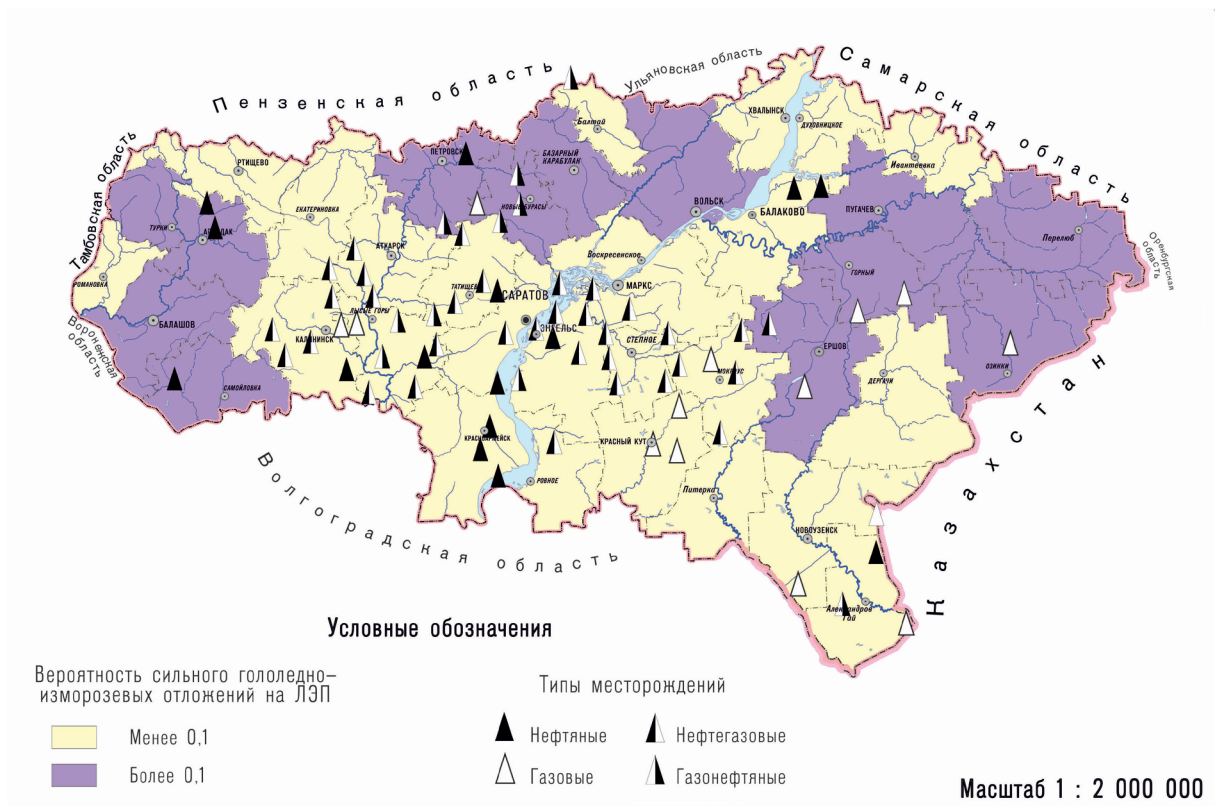 Пензенская область
Ульяновская область
Самарская область
Тамбовская область
Воронежская область
Волгоградская область
Оренбургская область
Казахстан
ХВАЛЫНСК
ДУХОВНИЦКОЕ
Балтай
РТИЩЕВО
ПЕТРОВСК
БАЗАРНЫЙ
КАРАБУЛАК
Ивантеевка
ЕКАТЕРИНОВКА
НОВЫЕ БУРАСЫ
ВОЛЬСК
БАЛАКОВО
ПУГАЧЕВ
ТУРКИ
АРКАДАК
АТКАРСК
Воскресенское
ГОРНЫЙ
Перелюб
РОМАНОВКА
ТАТИЩЕВО
САРАТОВ
МАРКС
БАЛАШОВ
ЛЫСЫЕ ГОРЫ
КАЛИНИНСК
ЭНГЕЛЬС
СТЕПНОЕ
ЕРШОВ
МОКРОУС
ДЕРГАЧИ
ОЗИНКИ
САМОЙЛОВКА
КРАСНОАРМЕЙСК
КРАСНЫЙ КУТ
РОВНОЕ
Питерка
НОВОУЗЕНСК
Александров
Гай
Условные обозначения
Вероятность сильного гололедно–
изморозевых отложений на ЛЭП
Менее 0,1
Более 0,1
Типы месторождений
Нефтяные
Нефтегазовые
Газовые
Газонефтяные
Масштаб 1 : 2 000 000